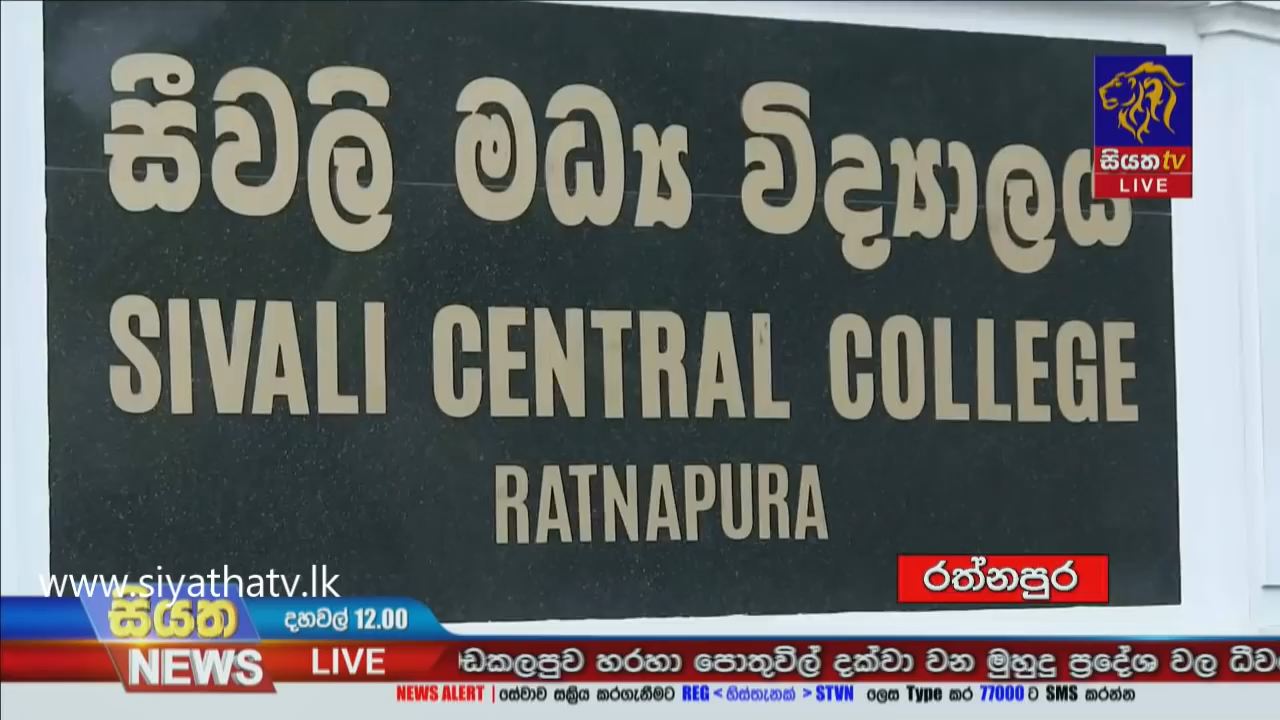 සීවලි මධ්‍ය විද්‍යාලය
සියත tv
LIVE
SIVALI CENTRAL COLLEGE
RATNAPURA
රත්නපුර
www.siyathatv.lk
සියත
දහවල් 12.00
NEWS
LIVE
හරහා පොතුවිල් දක්වා වන මුහුදු ප්‍රදේශ වල
NEWS ALERT | සේවාව සක්‍රිය කරගැනීමට REG < හිස්තැනක් > STVN ලෙස Type කර 77000 ට SMS කරන්න